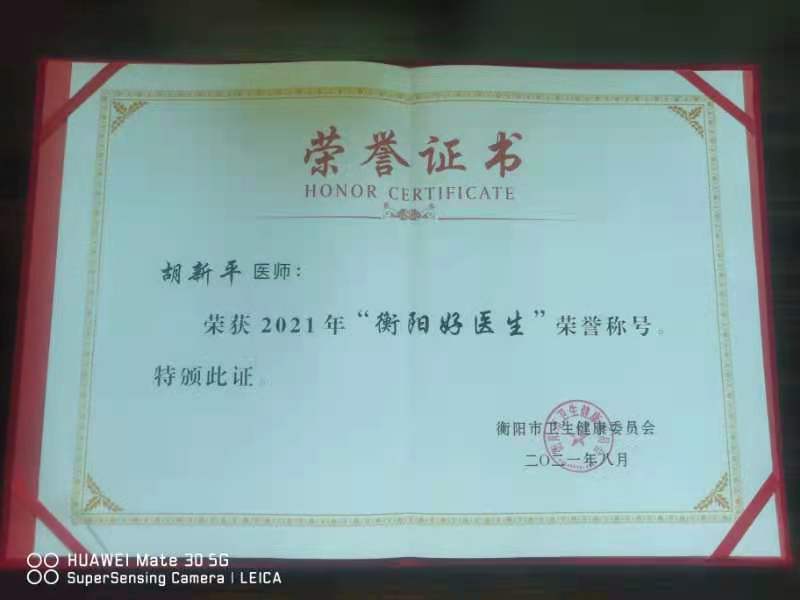 荣誉证书
HONOR CERTIFICATE
胡新平医师：
荣获2021年“衡阳好医生”荣誉称号。
特颁此证。
衡阳市卫生健康委员会
二〇二一年八月
HUAWEI Mate 30 5G
SuperSensing Camera | LEICA